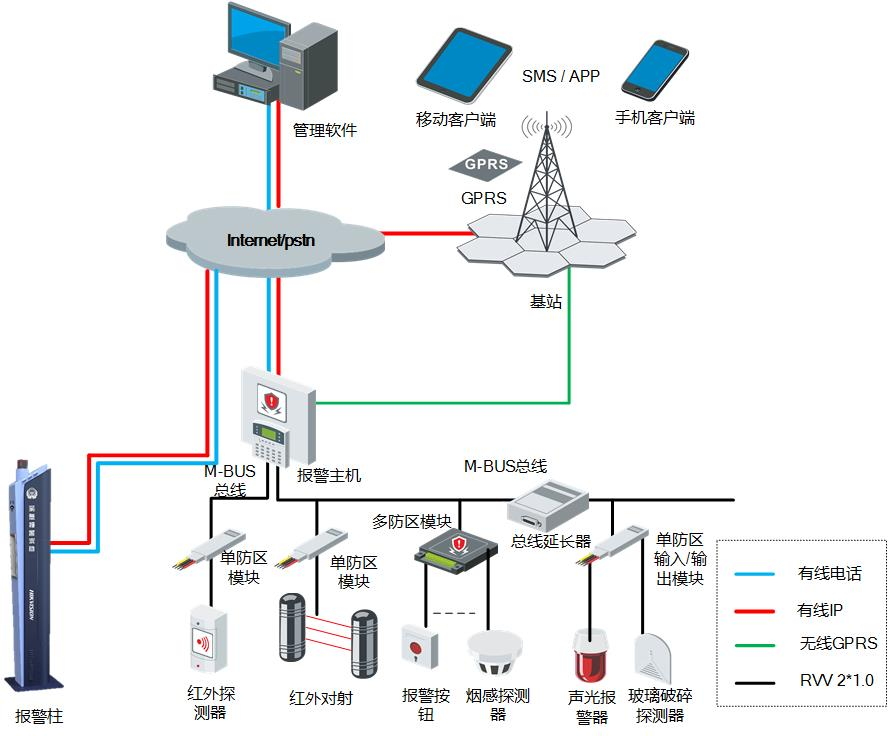 SMS / APP
管理软件
移动客户端
手机客户端
GPRS
GPRS
Internet/pstn
基站
报警主机
M-BUS
总线
M-BUS总线
单防区
模块
单防区
模块
多防区模块
总线延长器
单防区
输入/输
出模块
HIKVISION
报警柱
红外探
测器
红外对射
报警按
钮
烟感探测
器
声光报
警器
玻璃破碎
探测器
有线电话
有线IP
无线GPRS
RVV 2*1.0